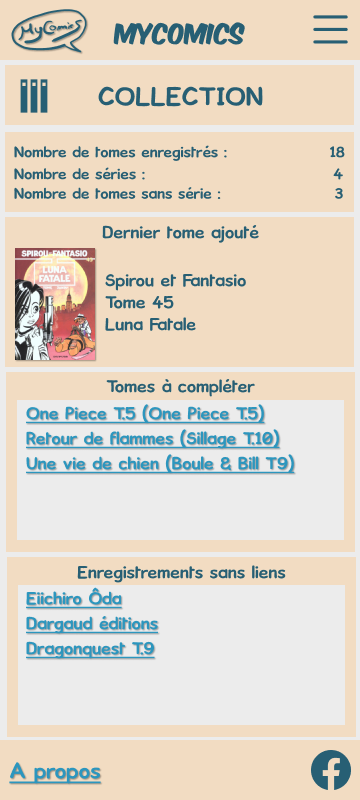 MyComics
MYCOMICS
COLLECTION
Nombre de tomes enregistrés : 18
Nombre de séries : 4
Nombre de tomes sans série : 3
Dernier tome ajouté
SPIROU FANTASIO
LUNA
FATALE
Spirou et Fantasio
Tome 45
Luna Fatale
Tomes à compléter
One Piece T.5 (One Piece T.5)
Retour de flammes (Sillage T.10)
Une vie de chien (Boule & Bill T9)
Enregistrements sans liens
Eiichiro Ôda
Dargaud éditions
Dragonquest T.9
A propos